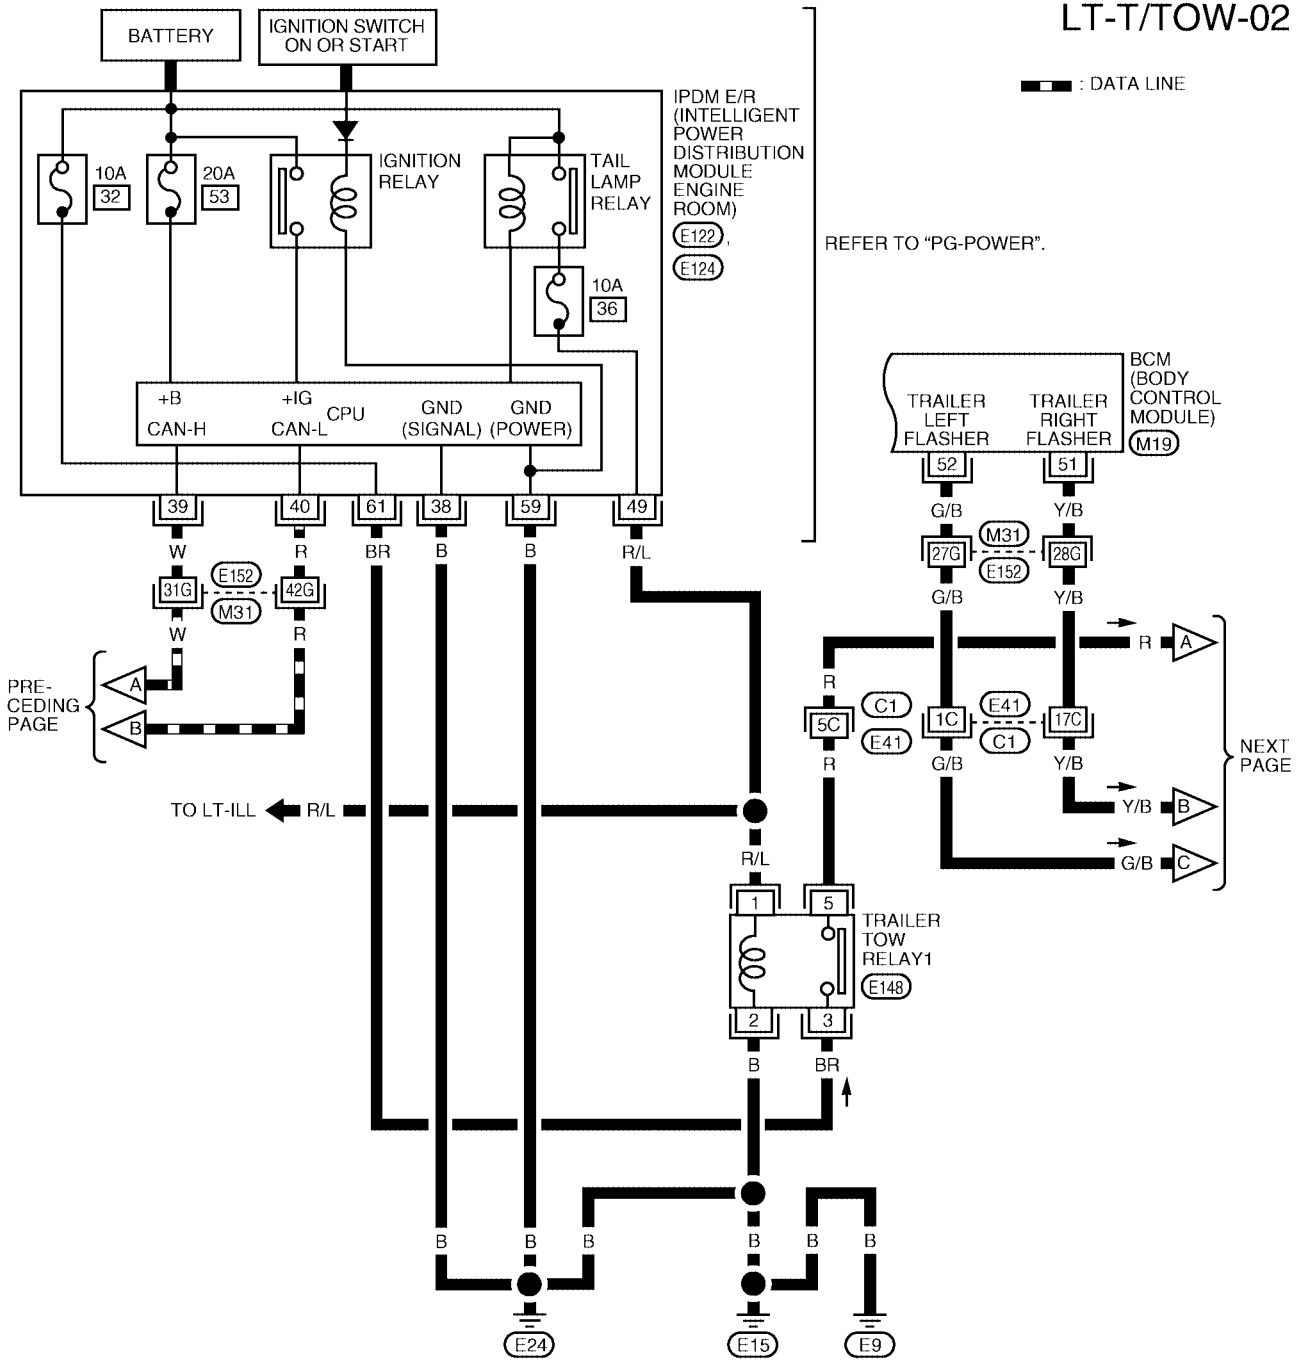 LT-T/TOW-02
BATTERY
IGNITION SWITCH
ON OR START
: DATA LINE
IPDM E/R
(INTELLIGENT
POWER
DISTRIBUTION
MODULE
ENGINE
ROOM)
E122 ,
E124
REFER TO “PG-POWER”.
10A
32
20A
53
IGNITION
RELAY
TAIL
LAMP
RELAY
10A
36
+B
+IG
CPU
CAN-H
CAN-L
GND
(SIGNAL)
GND
(POWER)
BCM
(BODY
CONTROL
MODULE)
M19
TRAILER
LEFT
FLASHER
TRAILER
RIGHT
FLASHER
52
51
39
40
61
38
59
49
G/B
Y/B
W
R
BR
B
B
R/L
M31
27G
28G
E152
E152
31G
42G
M31
G/B
Y/B
W
R
R
A
PRE-
CEDING
PAGE
A
B
R
C1
5C
E41
1C
E41
17C
C1
R
G/B
Y/B
NEXT
PAGE
TO LT-ILL
R/L
Y/B
B
R/L
G/B
C
1
5
TRAILER
TOW
RELAY1
E148
2
3
B
BR
B
B
B
B
B
B
E24
E15
E9